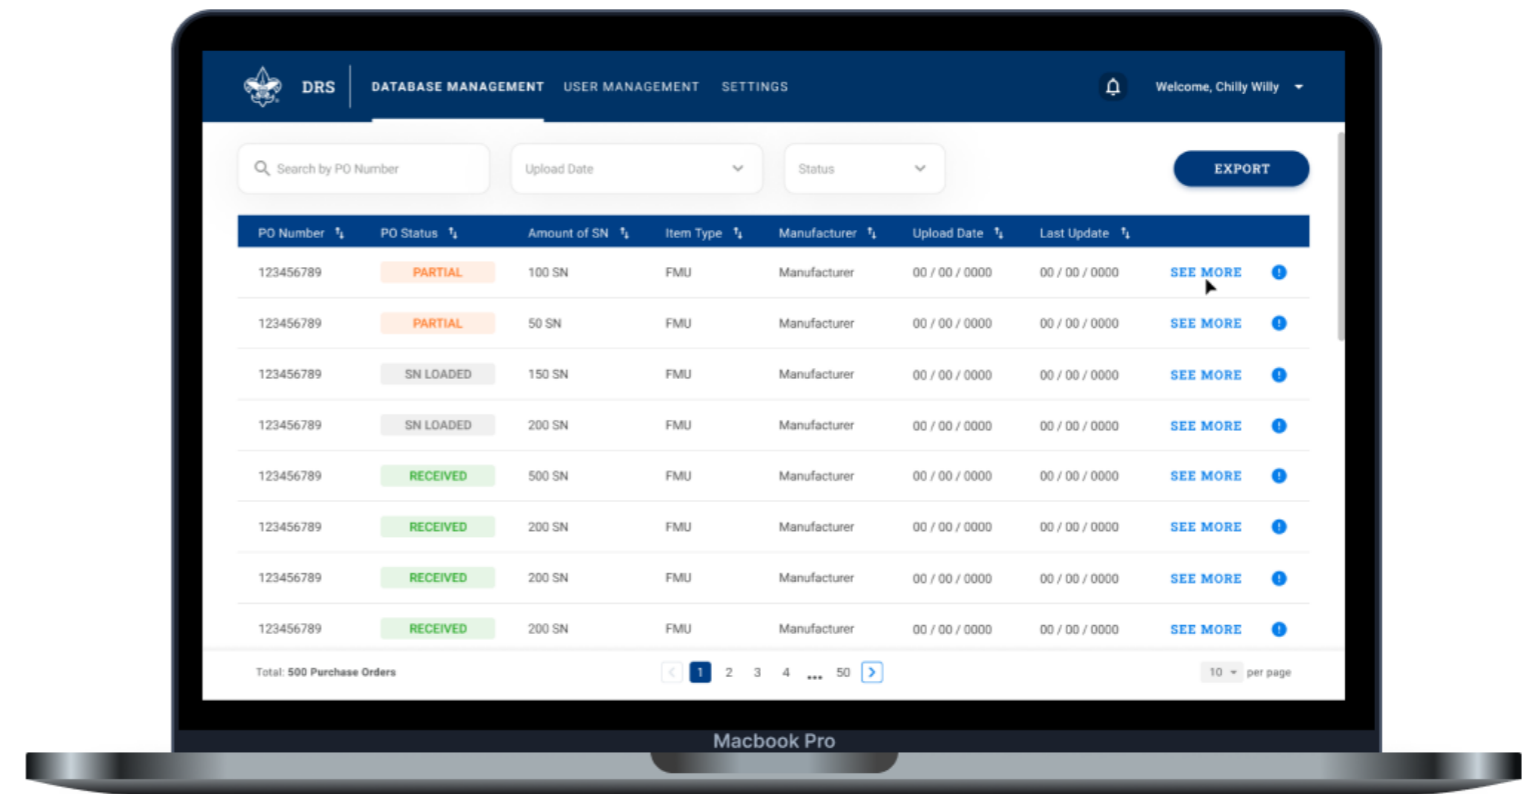 DRS DATABASE MANAGEMENT USER MANAGEMENT SETTINGS Welcome, Chilly Willy
Search by PO Number Upload Date Status EXPORT
PO Number PO Status Amount of SN Item Type Manufacturer Upload Date Last Update
123456789 PARTIAL 100 SN FMU Manufacturer 00 / 00 / 0000 00 / 00 / 0000 SEE MORE
123456789 PARTIAL 50 SN FMU Manufacturer 00 / 00 / 0000 00 / 00 / 0000 SEE MORE
123456789 SN LOADED 150 SN FMU Manufacturer 00 / 00 / 0000 00 / 00 / 0000 SEE MORE
123456789 SN LOADED 200 SN FMU Manufacturer 00 / 00 / 0000 00 / 00 / 0000 SEE MORE
123456789 RECEIVED 500 SN FMU Manufacturer 00 / 00 / 0000 00 / 00 / 0000 SEE MORE
123456789 RECEIVED 200 SN FMU Manufacturer 00 / 00 / 0000 00 / 00 / 0000 SEE MORE
123456789 RECEIVED 200 SN FMU Manufacturer 00 / 00 / 0000 00 / 00 / 0000 SEE MORE
123456789 RECEIVED 200 SN FMU Manufacturer 00 / 00 / 0000 00 / 00 / 0000 SEE MORE
Total: 500 Purchase Orders < 1 2 3 4 ... 50 > 10 per page
Macbook Pro